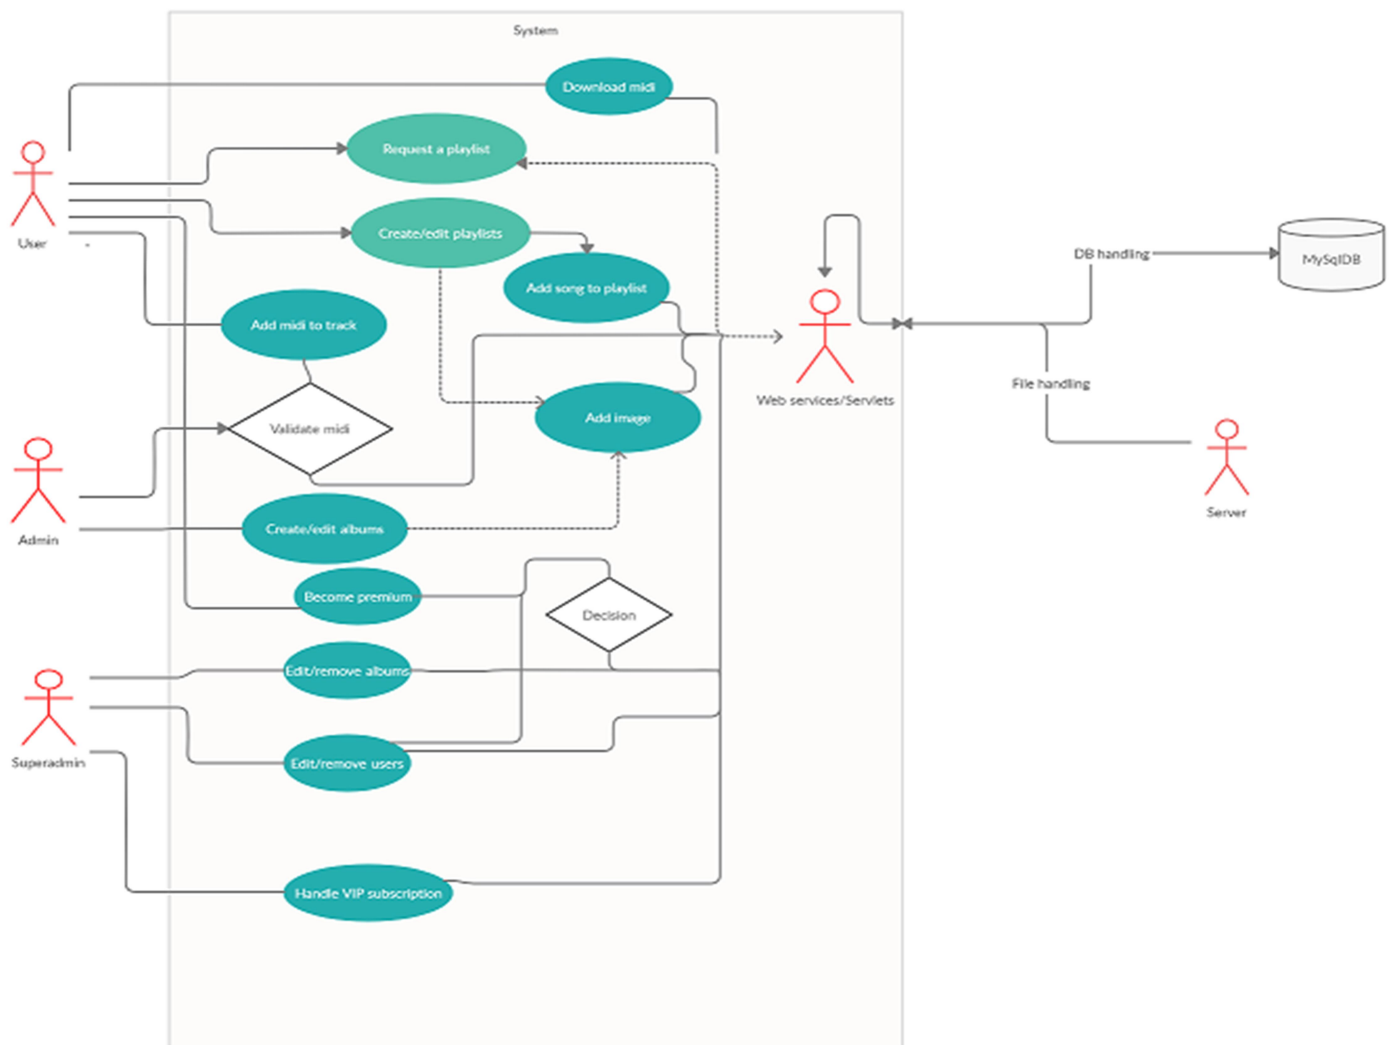 System
Download midi
Request a playlist
User
-
Create/edit playlists
DB handling
MySqlDB
Add song to playlist
Add midi to track
File handling
Web services/Servlets
Add image
Validate midi
Server
Create/edit albums
Admin
Become premium
Decision
Edit/remove albums
Superadmin
Edit/remove users
Handle VIP subscription